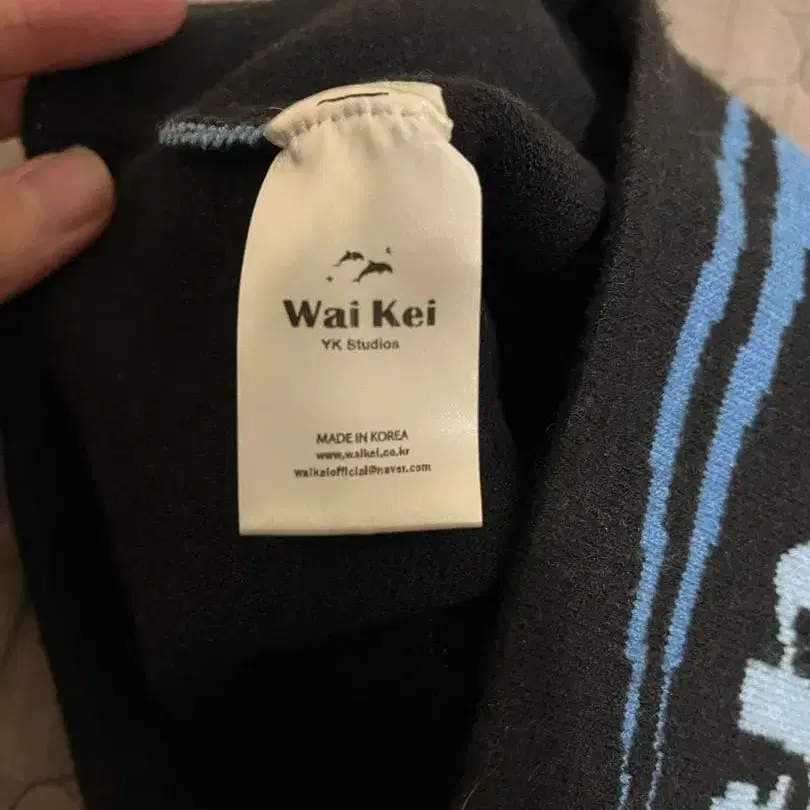 Wai Kei
YK Studios
MADE IN KOREA
www.waikei.co.kr
waikeiofficial@naver.com